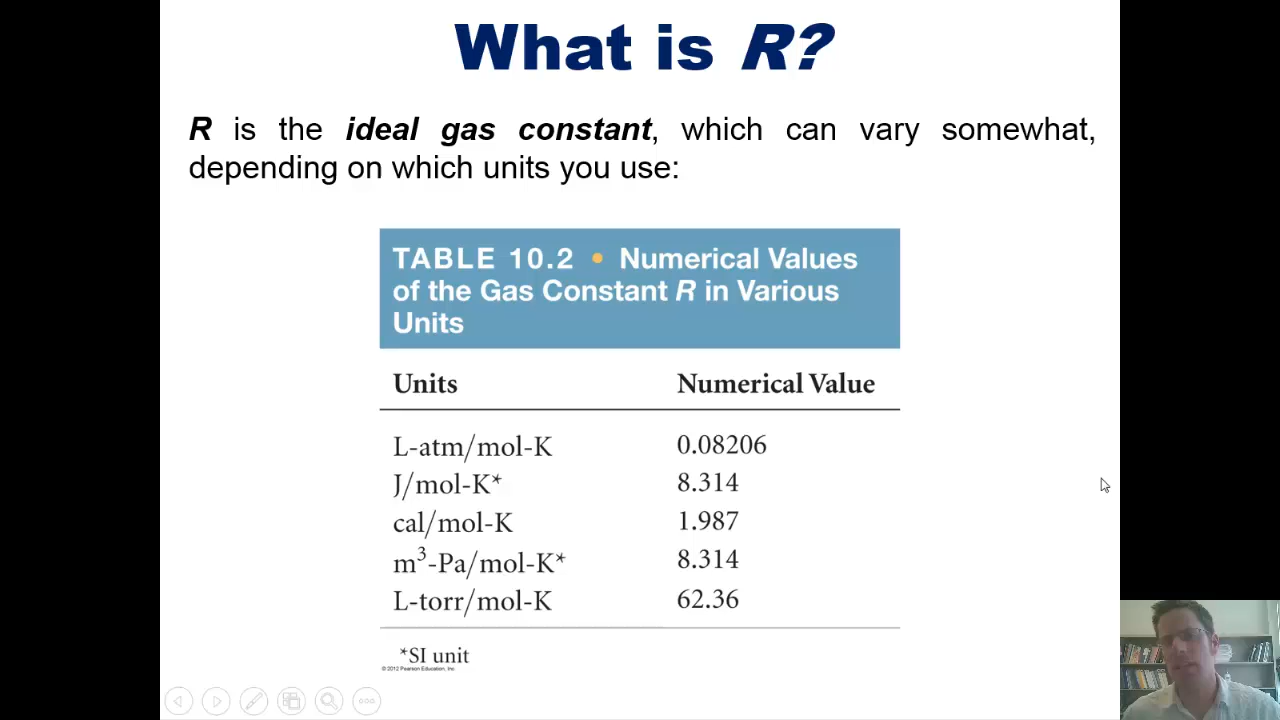 What is R?
R is the ideal gas constant, which can vary somewhat,
depending on which units you use:
TABLE 10.2 • Numerical Values
of the Gas Constant R in Various
Units
Units Numerical Value
L-atm/mol-K 0.08206
J/mol-K* 8.314
cal/mol-K 1.987
m³-Pa/mol-K* 8.314
L-torr/mol-K 62.36
*SI unit
© 2012 Pearson Education, Inc.